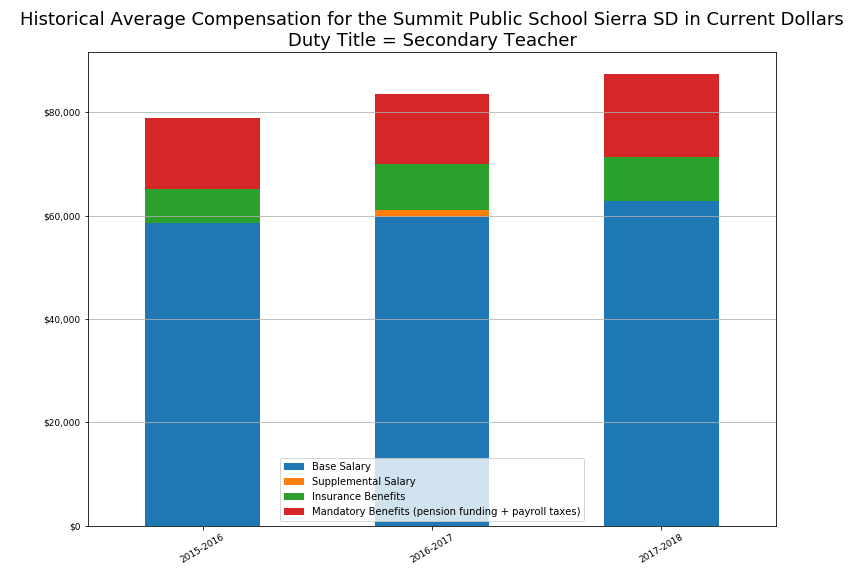 Historical Average Compensation for the Summit Public School Sierra SD in Current Dollars
Duty Title = Secondary Teacher
$80,000
$60,000
$40,000
$20,000
$0
Base Salary
Supplemental Salary
Insurance Benefits
Mandatory Benefits (pension funding + payroll taxes)
2015-2016
2016-2017
2017-2018